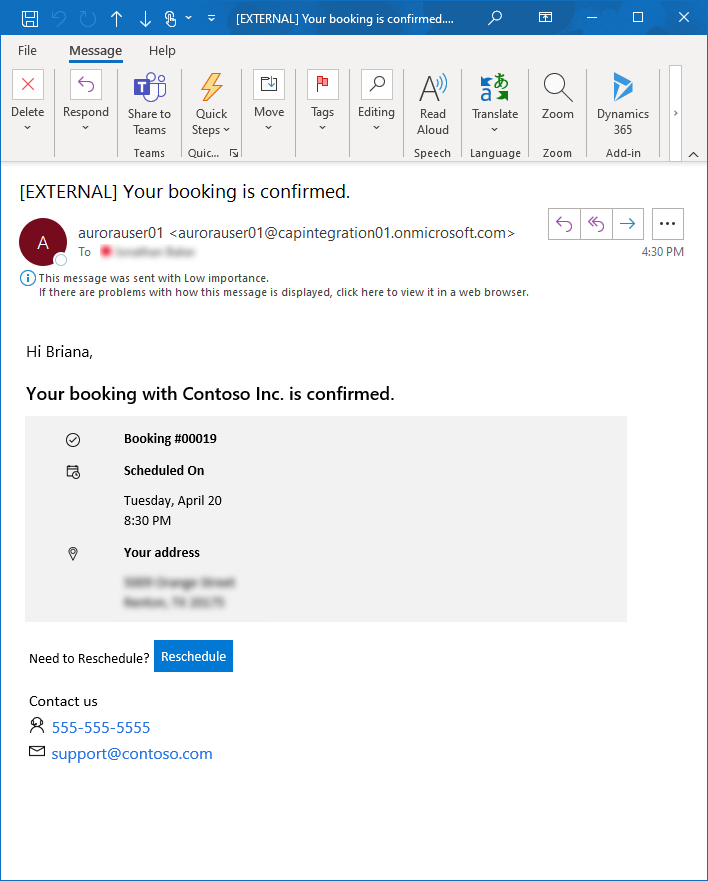 [EXTERNAL] Your booking is confirmed....
File Message Help
Delete
Respond
Share to Teams
Quick Steps
Move
Tags
Editing
Read Aloud
Translate
Zoom
Dynamics 365
Teams
Quic...
Speech
Language
Zoom
Add-in
[EXTERNAL] Your booking is confirmed.
A
aurorauser01 <aurorauser01@capintegration01.onmicrosoft.com>
To
4:30 PM
This message was sent with Low importance.
If there are problems with how this message is displayed, click here to view it in a web browser.
Hi Briana,
Your booking with Contoso Inc. is confirmed.
Booking #00019
Scheduled On
Tuesday, April 20
8:30 PM
Your address
Need to Reschedule? Reschedule
Contact us
555-555-5555
support@contoso.com